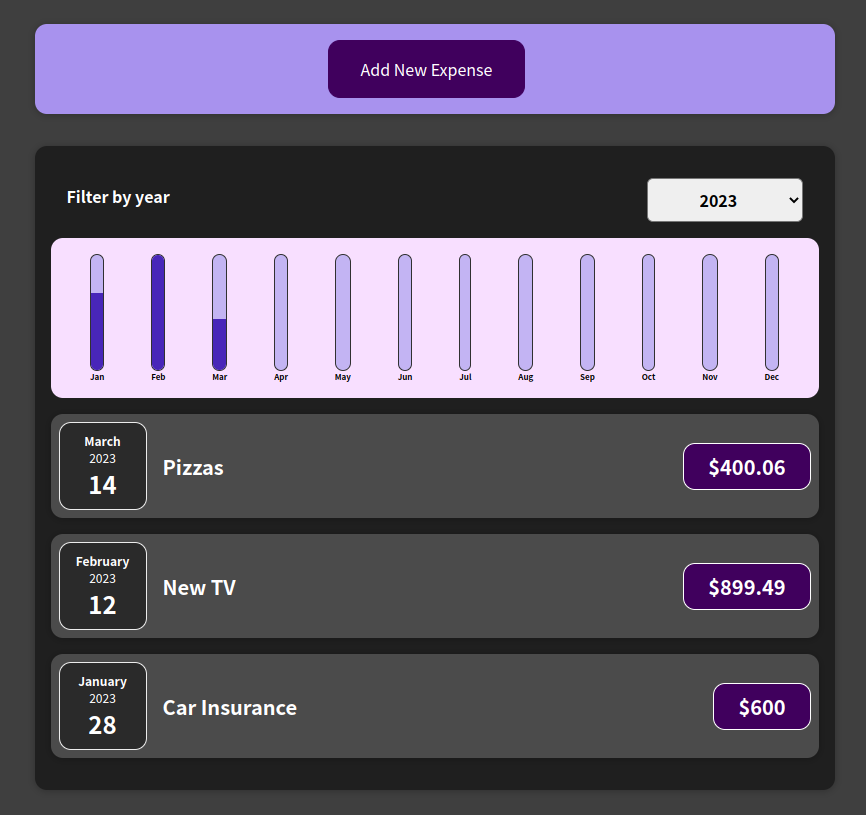 Add New Expense
Filter by year
2023
Jan Feb Mar Apr May Jun Jul Aug Sep Oct Nov Dec
March
2023
14
Pizzas
$400.06
February
2023
12
New TV
$899.49
January
2023
28
Car Insurance
$600